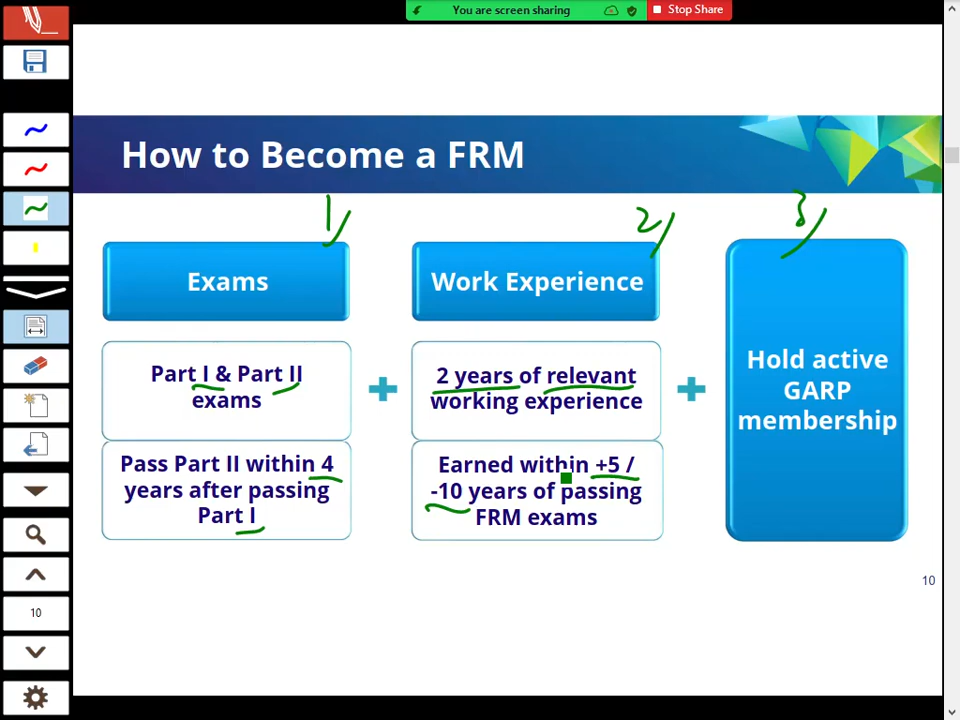 You are screen sharing
Stop Share
How to Become a FRM
1)
2)
3)
Exams
Work Experience
Part I & Part II
exams
2 years of relevant
working experience
Hold active
GARP
membership
Pass Part II within 4
years after passing
Part I
Earned within +5 /
-10 years of passing
FRM exams
10
10